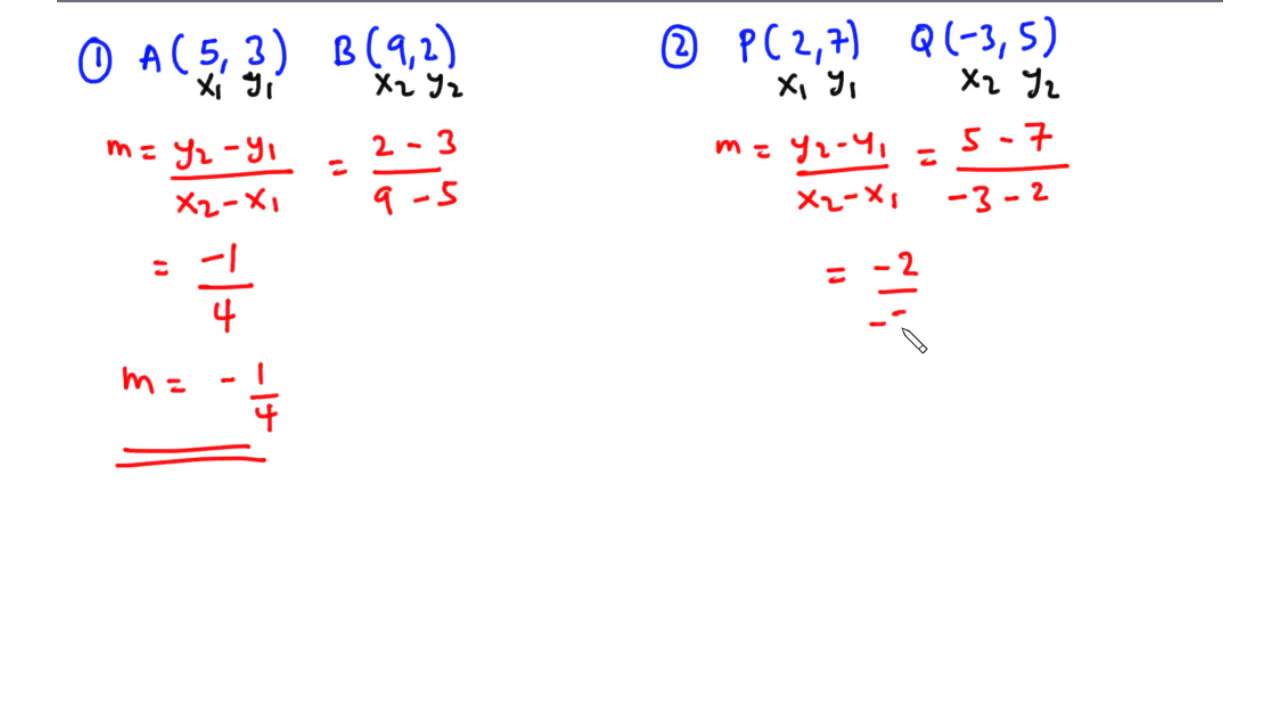 ① A(5, 3) B(9,2)
x₁ y₁ x₂ y₂
m = y₂ - y₁ / x₂ - x₁ = 2 - 3 / 9 - 5
= -1 / 4
m = - 1/4
② P(2,7) Q(-3, 5)
x₁ y₁ x₂ y₂
m = y₂ - y₁ / x₂ - x₁ = 5 - 7 / -3 - 2
= -2 / -